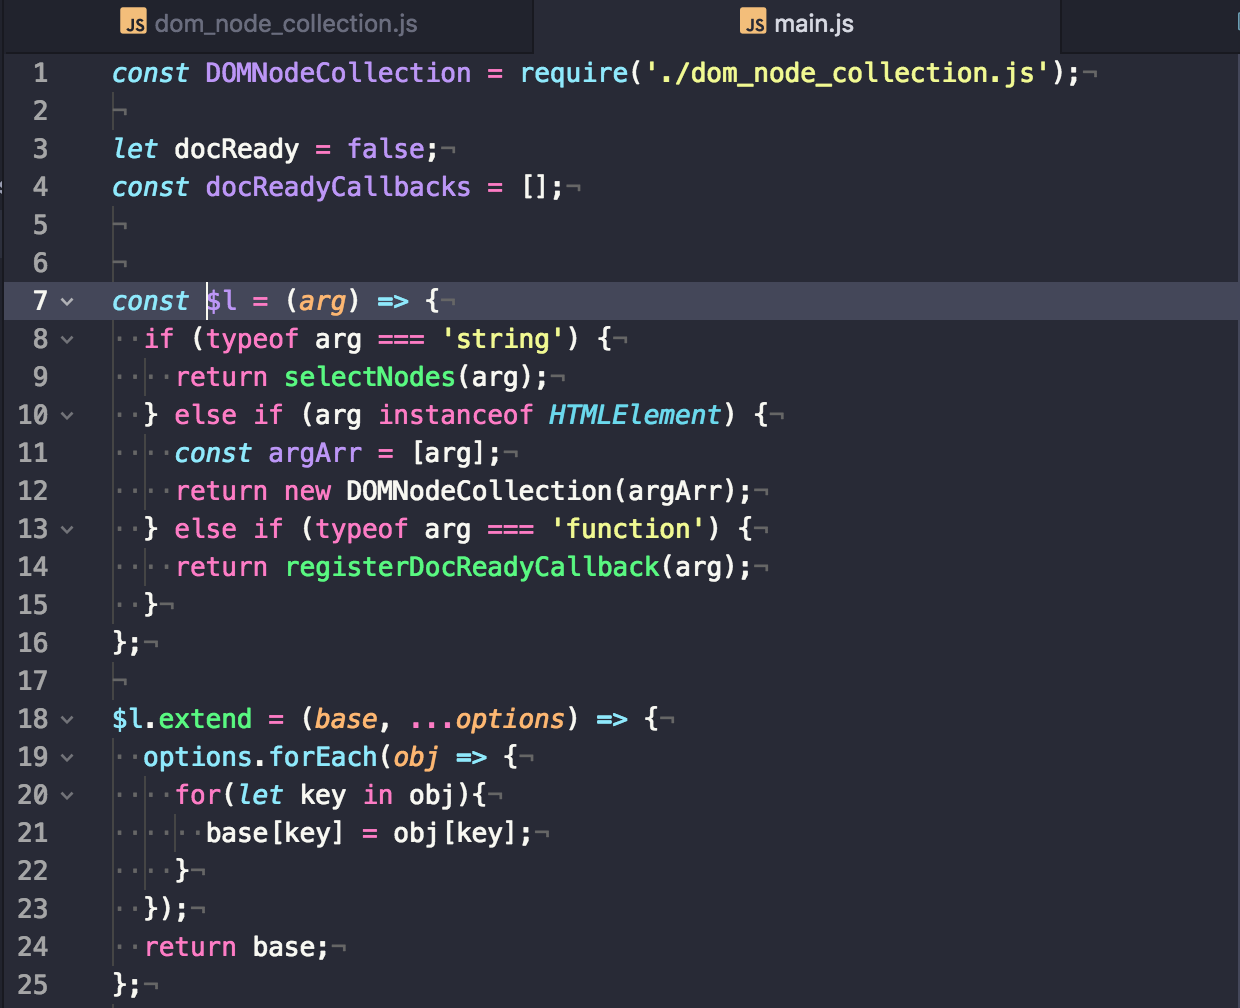 JS dom_node_collection.js
JS main.js
1 const DOMNodeCollection = require('./dom_node_collection.js');¬
2 ¬
3 let docReady = false;¬
4 const docReadyCallbacks = [];¬
5 ¬
6 ¬
7 const $l = (arg) => {¬
8 ··if (typeof arg === 'string') {¬
9 ····return selectNodes(arg);¬
10 ··} else if (arg instanceof HTMLElement) {¬
11 ····const argArr = [arg];¬
12 ····return new DOMNodeCollection(argArr);¬
13 ··} else if (typeof arg === 'function') {¬
14 ····return registerDocReadyCallback(arg);¬
15 ··}¬
16 };¬
17 ¬
18 $l.extend = (base, ...options) => {¬
19 ··options.forEach(obj => {¬
20 ····for(let key in obj){¬
21 ······base[key] = obj[key];¬
22 ····}¬
23 ··});¬
24 ··return base;¬
25 };¬